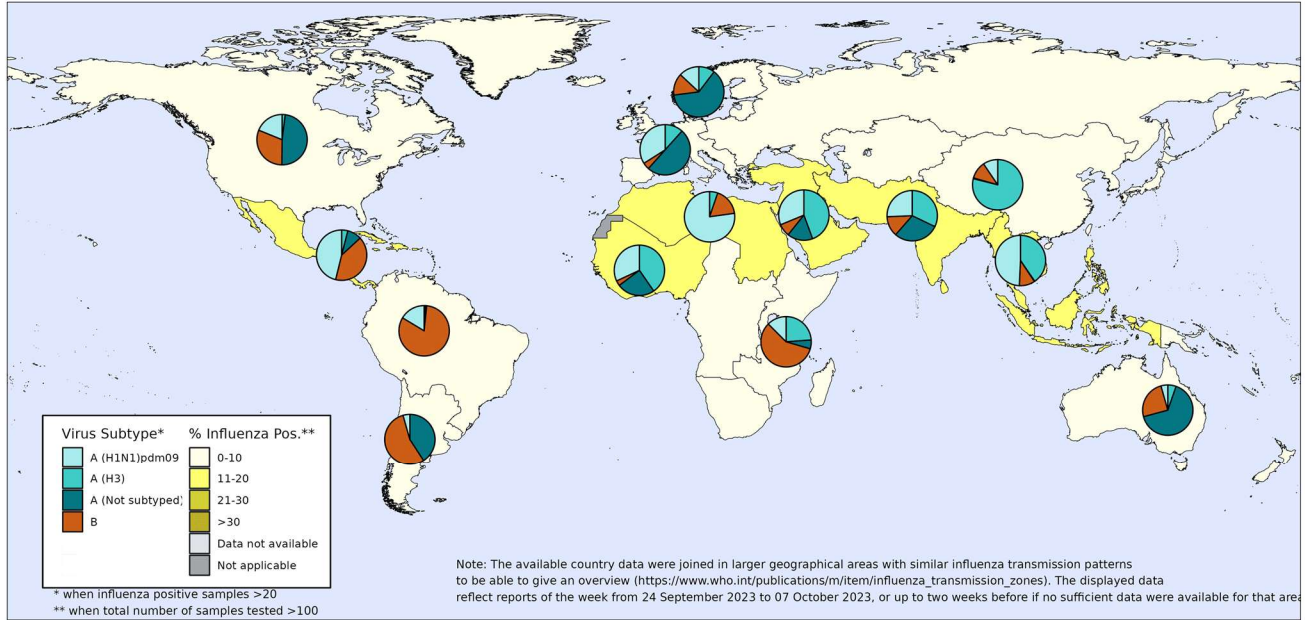 Virus Subtype*
A (H1N1)pdm09
A (H3)
A (Not subtyped)
B
% Influenza Pos.**
0-10
11-20
21-30
>30
Data not available
Not applicable
* when influenza positive samples >20
** when total number of samples tested >100
Note: The available country data were joined in larger geographical areas with similar influenza transmission patterns
to be able to give an overview (https://www.who.int/publications/m/item/influenza_transmission_zones). The displayed data
reflect reports of the week from 24 September 2023 to 07 October 2023, or up to two weeks before if no sufficient data were available for that area